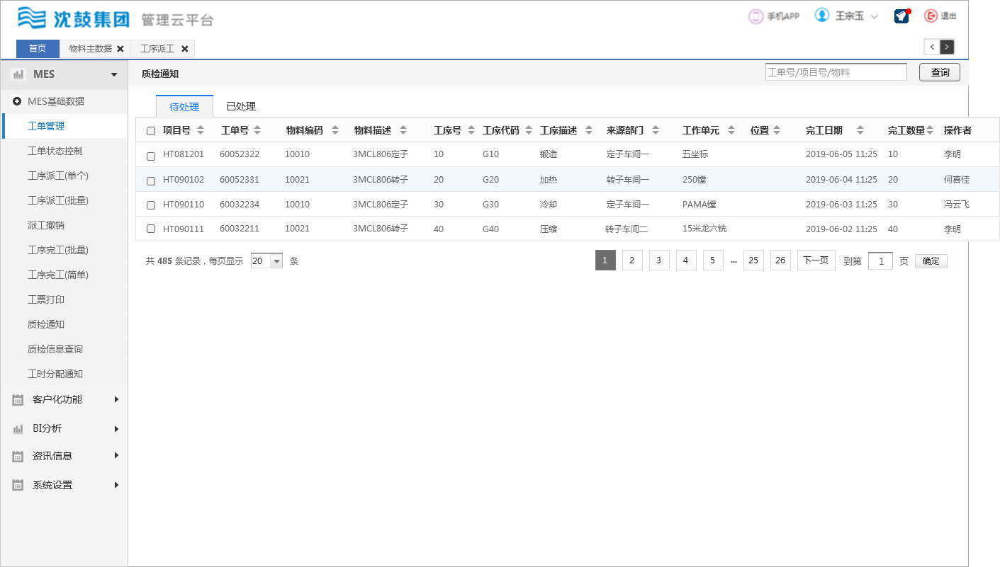 沈鼓集团 管理云平台 手机APP 王宗玉 退出
首页 物料主数据 工序派工
MES 质检通知 工单号/项目号/物料 查询
MES基础数据
工单管理
工单状态控制
工序派工(单个)
工序派工(批量)
派工撤销
工序完工(批量)
工序完工(简单)
工票打印
质检通知
质检信息查询
工时分配通知
客户化功能
BI分析
资讯信息
系统设置
待处理 已处理
项目号 工单号 物料编码 物料描述 工序号 工序代码 工序描述 来源部门 工作单元 位置 完工日期 完工数量 操作者
HT081201 60052322 10010 3MCL806定子 10 G10 锻造 定子车间一 五坐标 2019-06-05 11:25 10 李明
HT090102 60052331 10021 3MCL806转子 20 G20 加热 转子车间一 250镗 2019-06-04 11:25 20 何喜佳
HT090110 60032234 10010 3MCL806定子 30 G30 冷却 定子车间一 PAMA镗 2019-06-03 11:25 30 冯云飞
HT090111 60032211 10021 3MCL806转子 40 G40 压缩 转子车间二 15米龙六铣 2019-06-02 11:25 40 李明
共 485 条记录，每页显示 20 条 1 2 3 4 5 ... 25 26 下一页 到第 1 页 确定